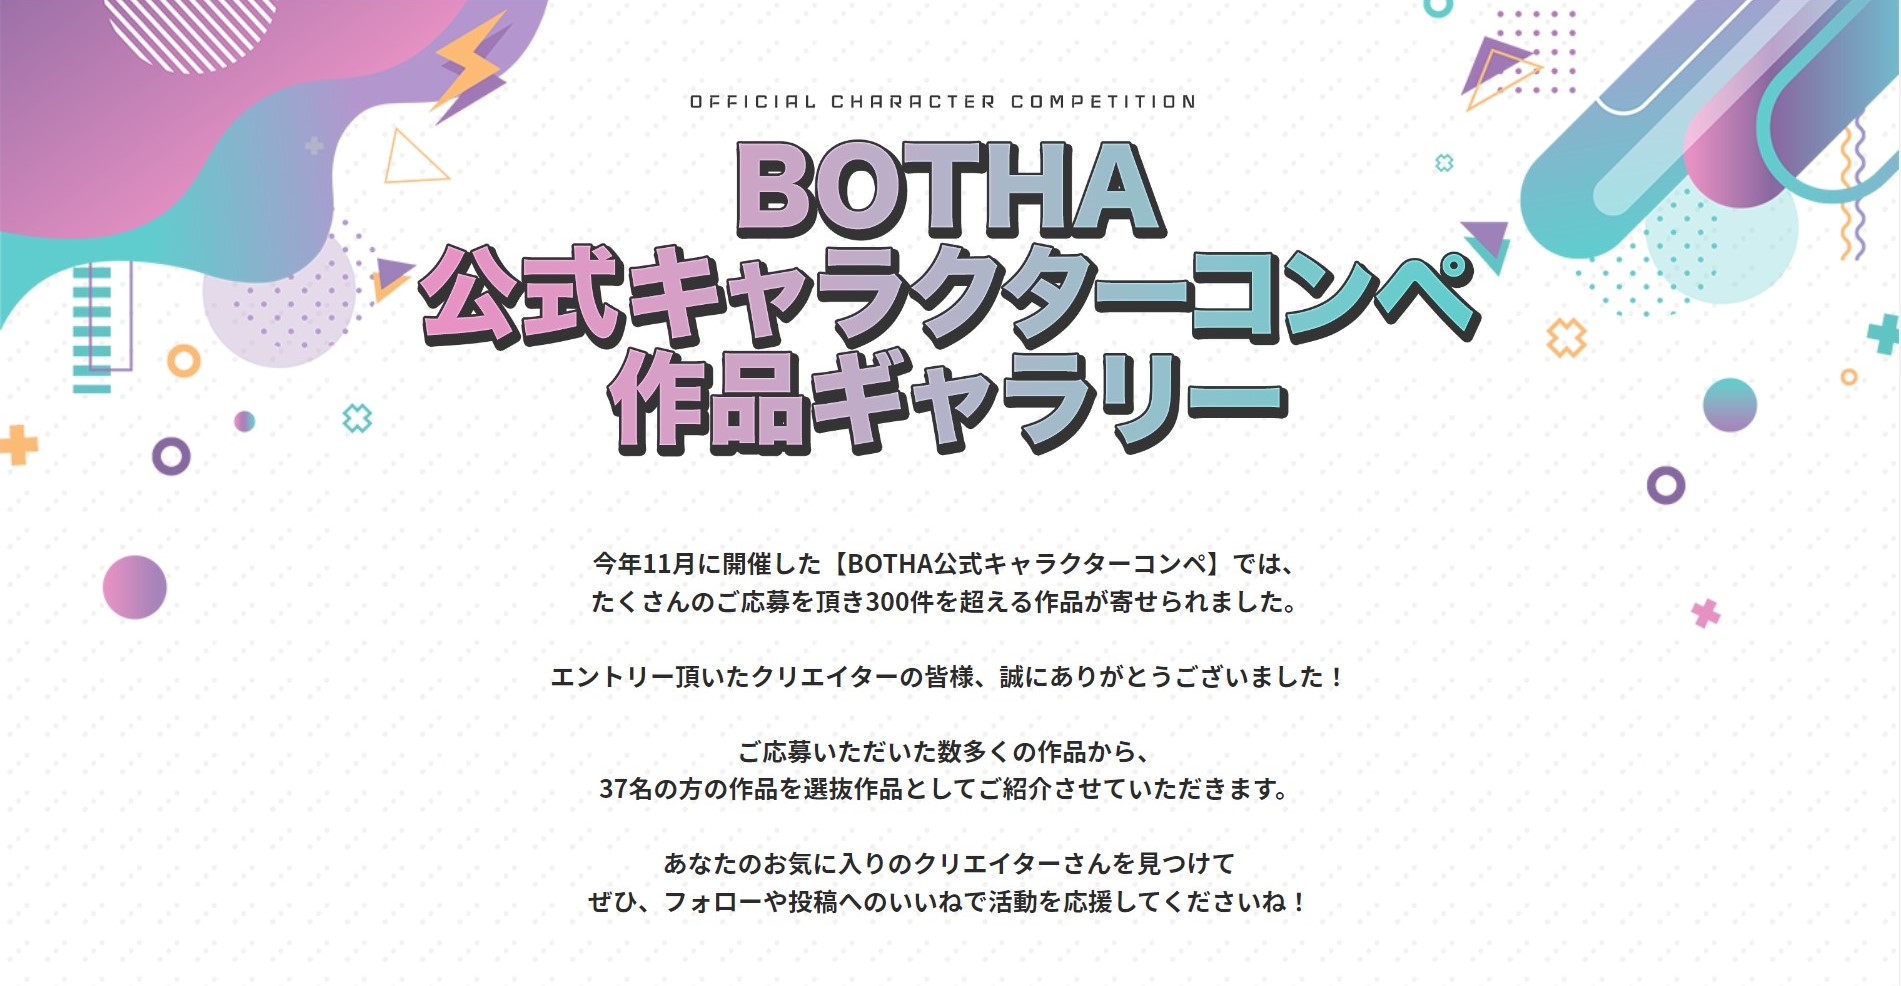 OFFICIAL CHARACTER COMPETITION
BOTHA
公式キャラクターコンペ
作品ギャラリー
今年11月に開催した【BOTHA公式キャラクターコンペ】では、
たくさんのご応募を頂き300件を超える作品が寄せられました。
エントリー頂いたクリエイターの皆様、誠にありがとうございました！
ご応募いただいた数多くの作品から、
37名の方の作品を選抜作品としてご紹介させていただきます。
あなたのお気に入りのクリエイターさんを見つけて
ぜひ、フォローや投稿へのいいねで活動を応援してくださいね！